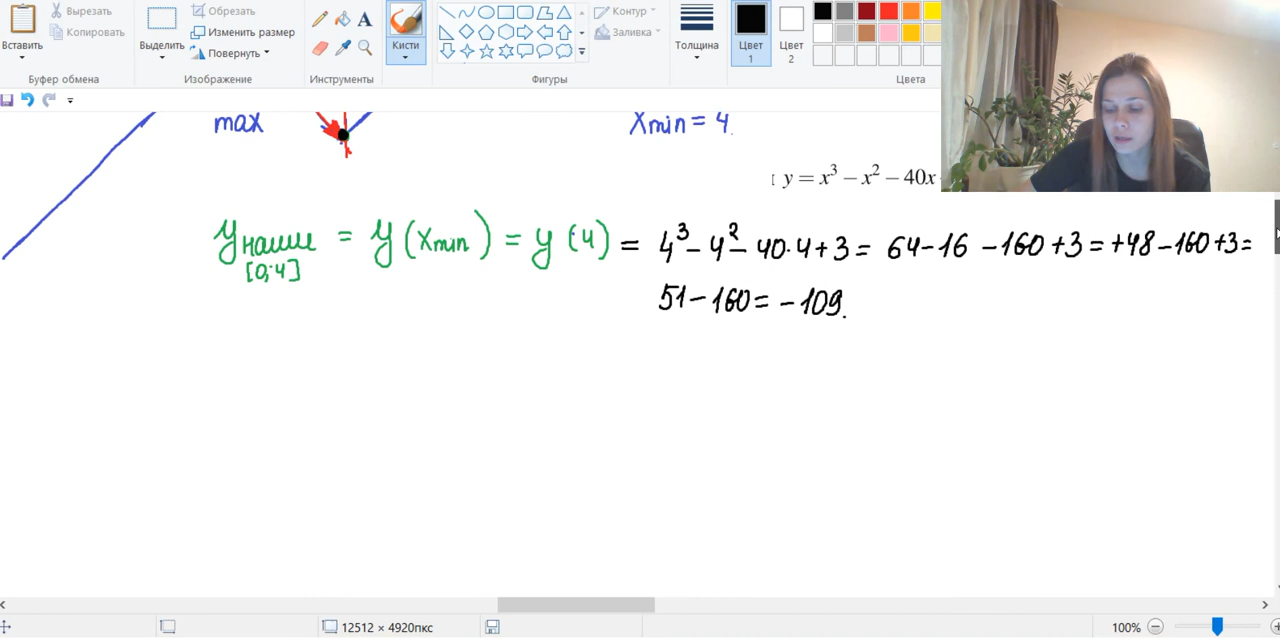 Вставить
Буфер обмена
Вырезать
Копировать
Выделить
Обрезать
Изменить размер
Повернуть
Изображение
A
Инструменты
Кисти
Фигуры
Контур
Заливка
Толщина
Цвет 1
Цвет 2
Цвета
max
Xmin = 4
y = x³ − x² − 40x
yнаим [0;4] = y(xmin) = y(4) = 4³ − 4² − 40·4 + 3 = 64 − 16 − 160 + 3 = +48 − 160 + 3 =
51 − 160 = −109.
12512 × 4920пкс
100%